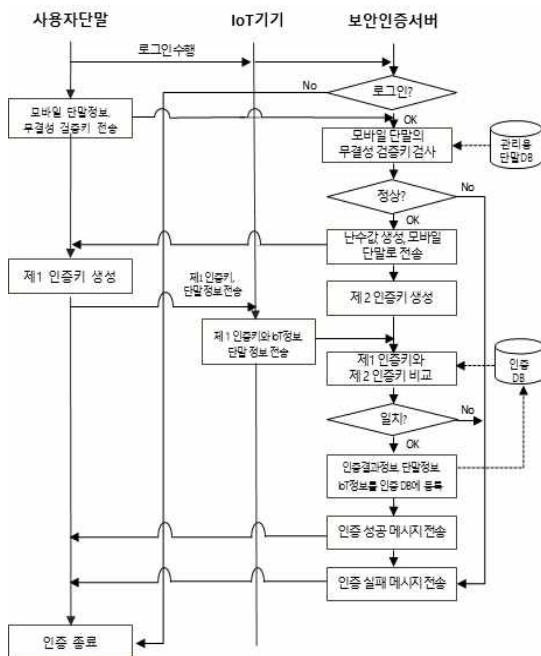 사용자단말
IoT기기
보안인증서버
로그인수행
No
로그인?
모바일 단말정보,
무결성 검증키 전송
OK
모바일 단말의
무결성 검증키 검사
관리용
단말DB
정상?
No
OK
난수값 생성, 모바일
단말로 전송
제1 인증키 생성
제1인증키,
단말정보 전송
제2 인증키 생성
제1 인증키와 IoT정보
단말 정보 전송
제1 인증키와
제2 인증키 비교
인증
DB
일치?
No
OK
인증결과정보, 단말정보
IoT정보를 인증 DB에 등록
인증 성공 메시지 전송
인증 실패 메시지 전송
인증 종료